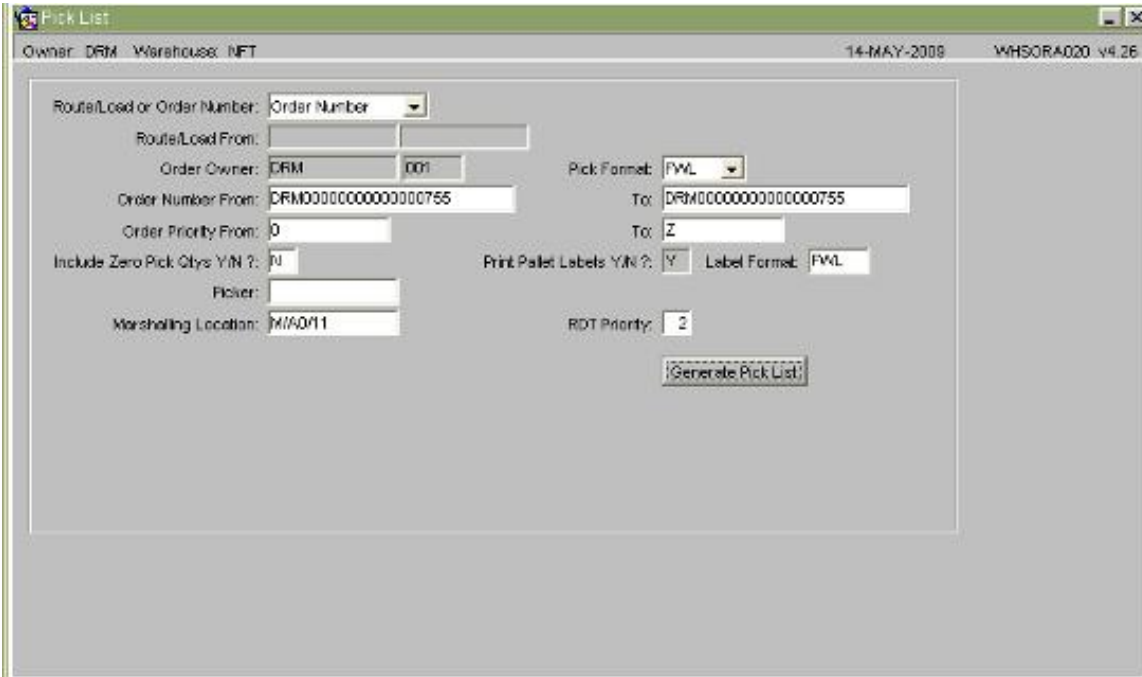 Pick List
Owner: DRM Warehouse: NFT 14-MAY-2009 WHSORA020 v4.26
Route/Load or Order Number: Order Number
Route/Load From:
Order Owner: DRM 001 Pick Format: FWL
Order Number From: DRM00000000000000755 To: DRM00000000000000755
Order Priority From: 0 To: Z
Include Zero Pick Qtys Y/N ?: N Print Pallet Labels Y/N ?: Y Label Format: FWL
Picker:
Marshalling Location: M/A0/11 RDT Priority: 2
Generate Pick List